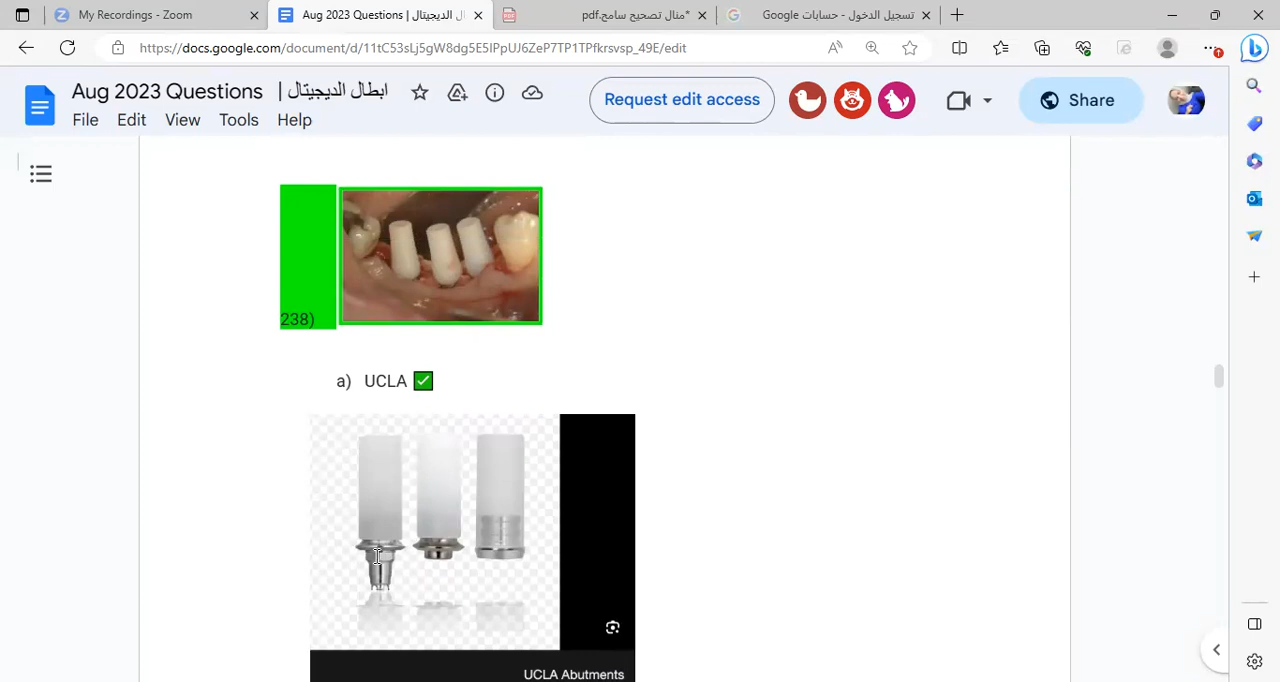 My Recordings - Zoom
Aug 2023 Questions | ابطال الديجيتال
منال تصحيح سامح.pdf*
تسجيل الدخول - حسابات Google
https://docs.google.com/document/d/11tC53sLj5gW8dg5E5IPpUJ6ZeP7TP1TPfkrsvsp_49E/edit
Aug 2023 Questions | ابطال الديجيتال
Request edit access
Share
File Edit View Tools Help
238)
a) UCLA
UCLA Abutments